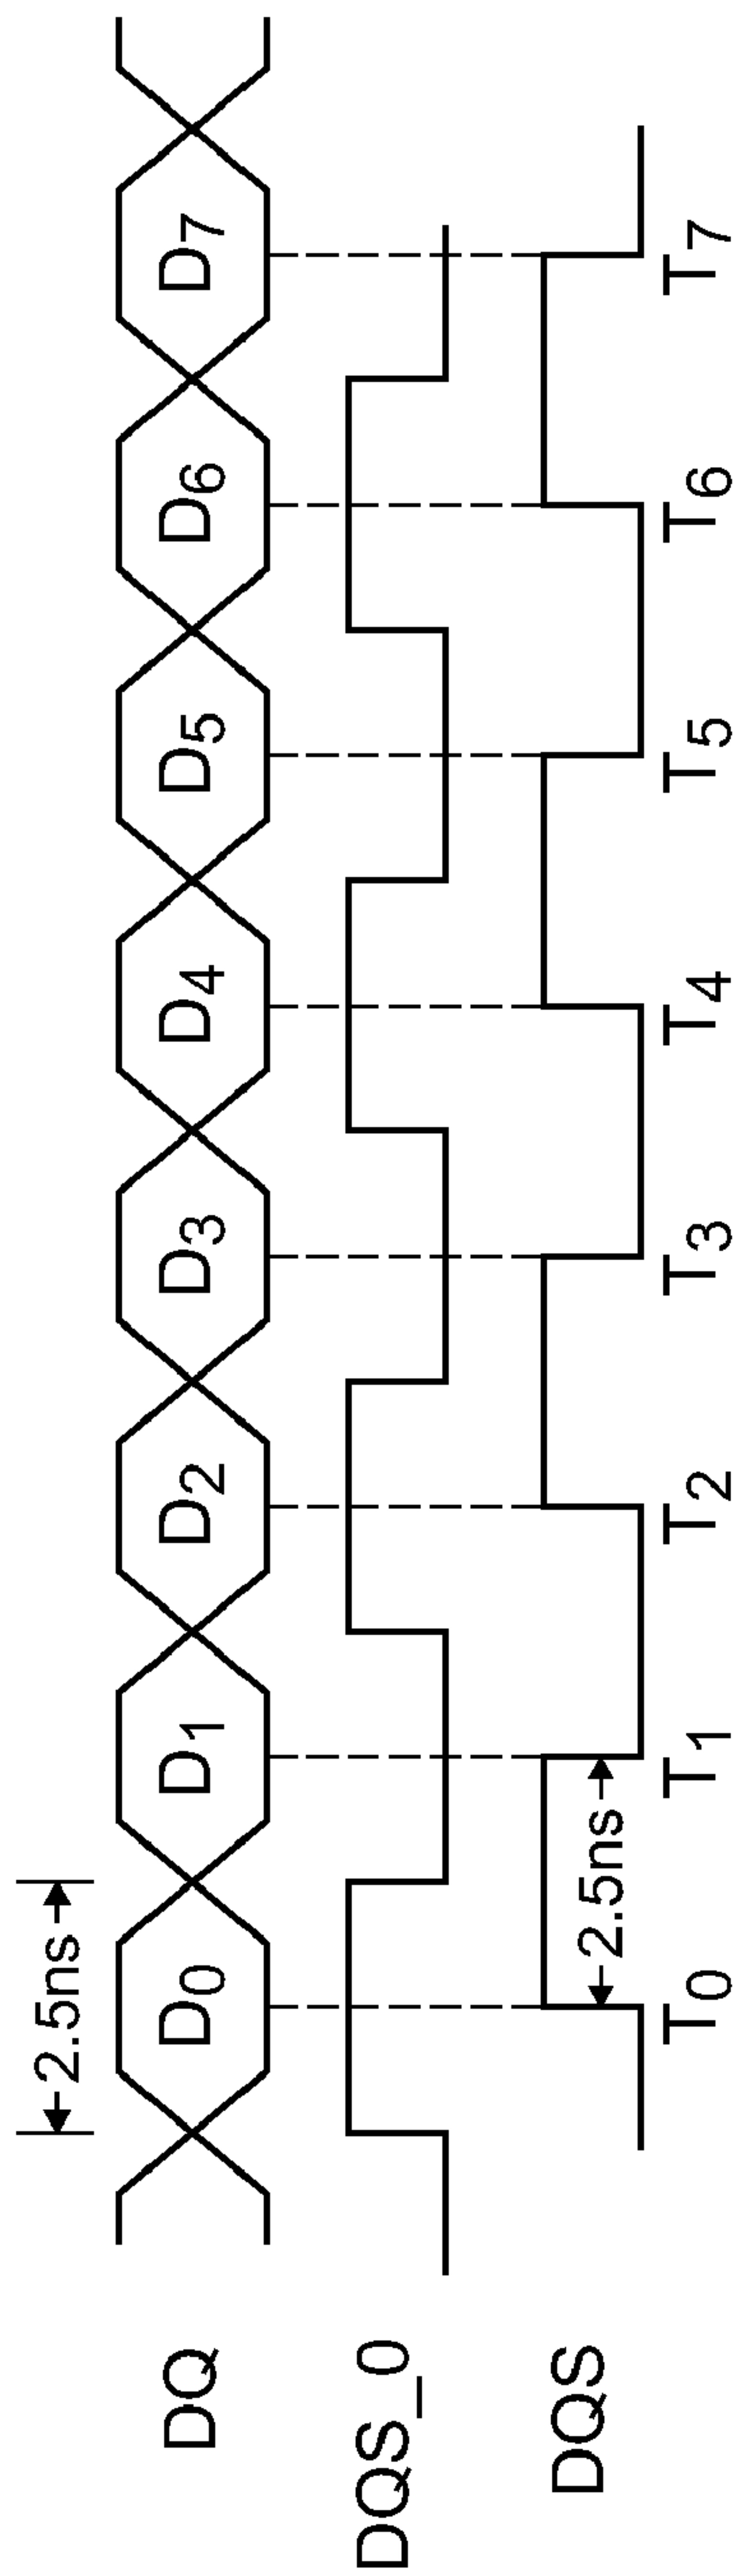 2.5ns
DQ D0 D1 D2 D3 D4 D5 D6 D7
DQS_0
DQS 2.5ns
T0 T1 T2 T3 T4 T5 T6 T7